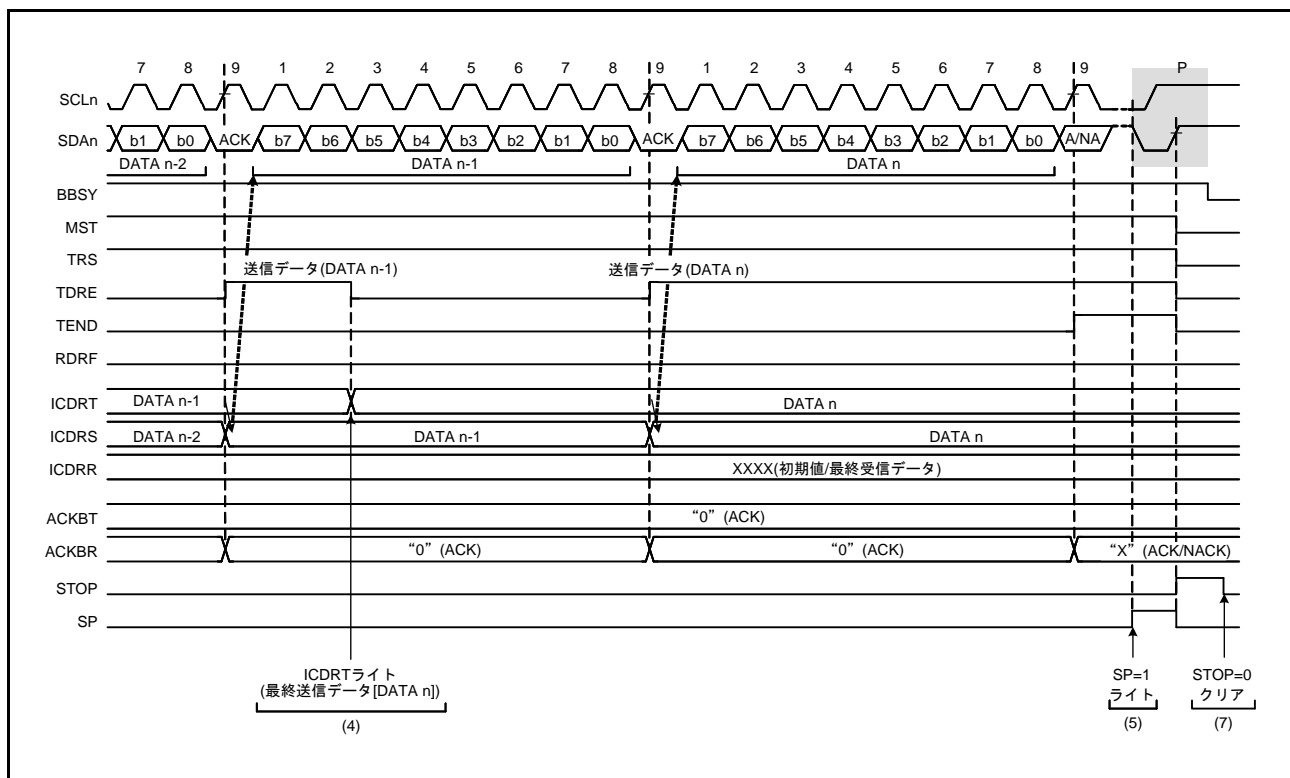 7 8 9 1 2 3 4 5 6 7 8 9 1 2 3 4 5 6 7 8 9 P
SCLn
SDAn b1 b0 ACK b7 b6 b5 b4 b3 b2 b1 b0 ACK b7 b6 b5 b4 b3 b2 b1 b0 A/NA
DATA n-2 DATA n-1 DATA n
BBSY
MST
TRS
送信データ(DATA n-1) 送信データ(DATA n)
TDRE
TEND
RDRF
ICDRT DATA n-1 DATA n
ICDRS DATA n-2 DATA n-1 DATA n
ICDRR XXXX(初期値/最終受信データ)
ACKBT “0” (ACK)
ACKBR “0” (ACK) “0” (ACK) “X” (ACK/NACK)
STOP
SP
ICDRTライト
(最終送信データ[DATA n])
(4)
SP=1
ライト
(5)
STOP=0
クリア
(7)